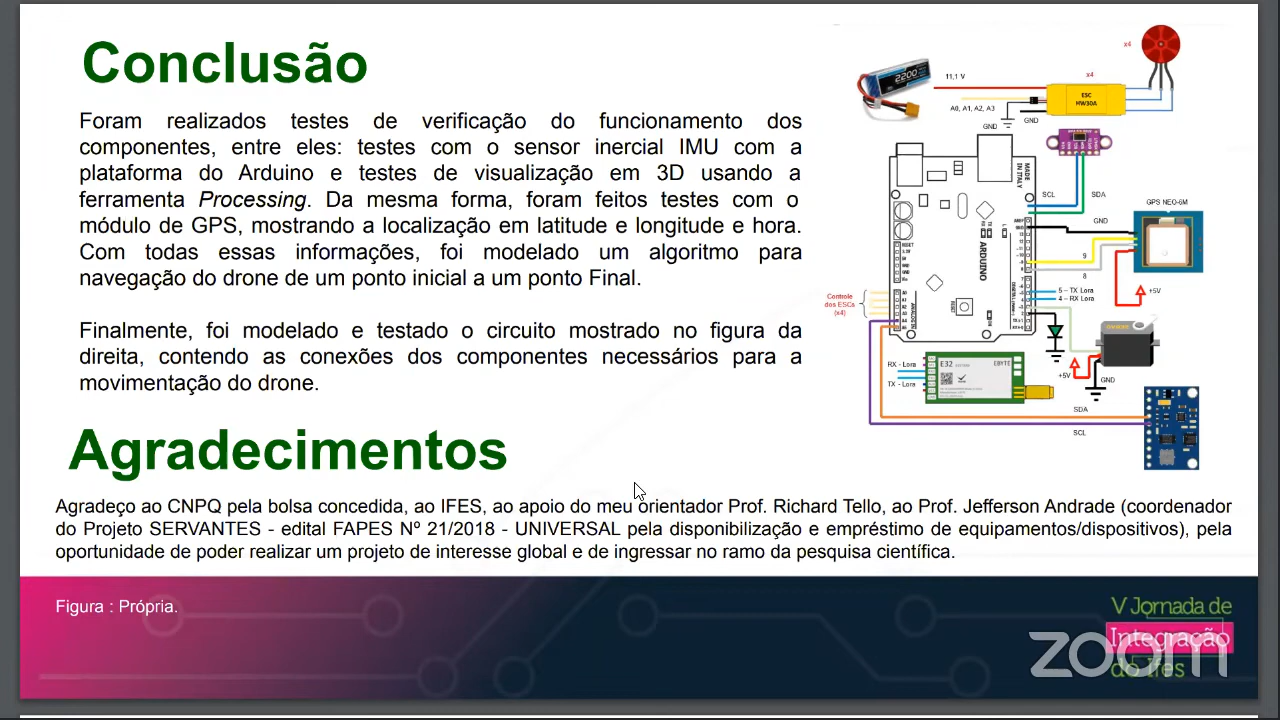 Conclusão
Foram realizados testes de verificação do funcionamento dos
componentes, entre eles: testes com o sensor inercial IMU com a
plataforma do Arduino e testes de visualização em 3D usando a
ferramenta Processing. Da mesma forma, foram feitos testes com o
módulo de GPS, mostrando a localização em latitude e longitude e hora.
Com todas essas informações, foi modelado um algoritmo para
navegação do drone de um ponto inicial a um ponto Final.
Finalmente, foi modelado e testado o circuito mostrado no figura da
direita, contendo as conexões dos componentes necessários para a
movimentação do drone.
x4
2200
11,1 V
x4
ESC
HW30A
A0, A1, A2, A3
GND
GND
MADE
IN ITALY
SCL
SDA
GPS NEO-6M
GND
ARDUINO
9
8
+5V
5 – TX Lora
4 – RX Lora
Controle
dos ESCs
(x4)
RESET
ANALOG IN
RX - Lora
TX - Lora
E32
EBYTE
+5V
GND
SDA
SCL
Agradecimentos
Agradeço ao CNPQ pela bolsa concedida, ao IFES, ao apoio do meu orientador Prof. Richard Tello, ao Prof. Jefferson Andrade (coordenador
do Projeto SERVANTES - edital FAPES Nº 21/2018 - UNIVERSAL pela disponibilização e empréstimo de equipamentos/dispositivos), pela
oportunidade de poder realizar um projeto de interesse global e de ingressar no ramo da pesquisa científica.
Figura : Própria.
V Jornada de
Integração
do Ifes
zoom